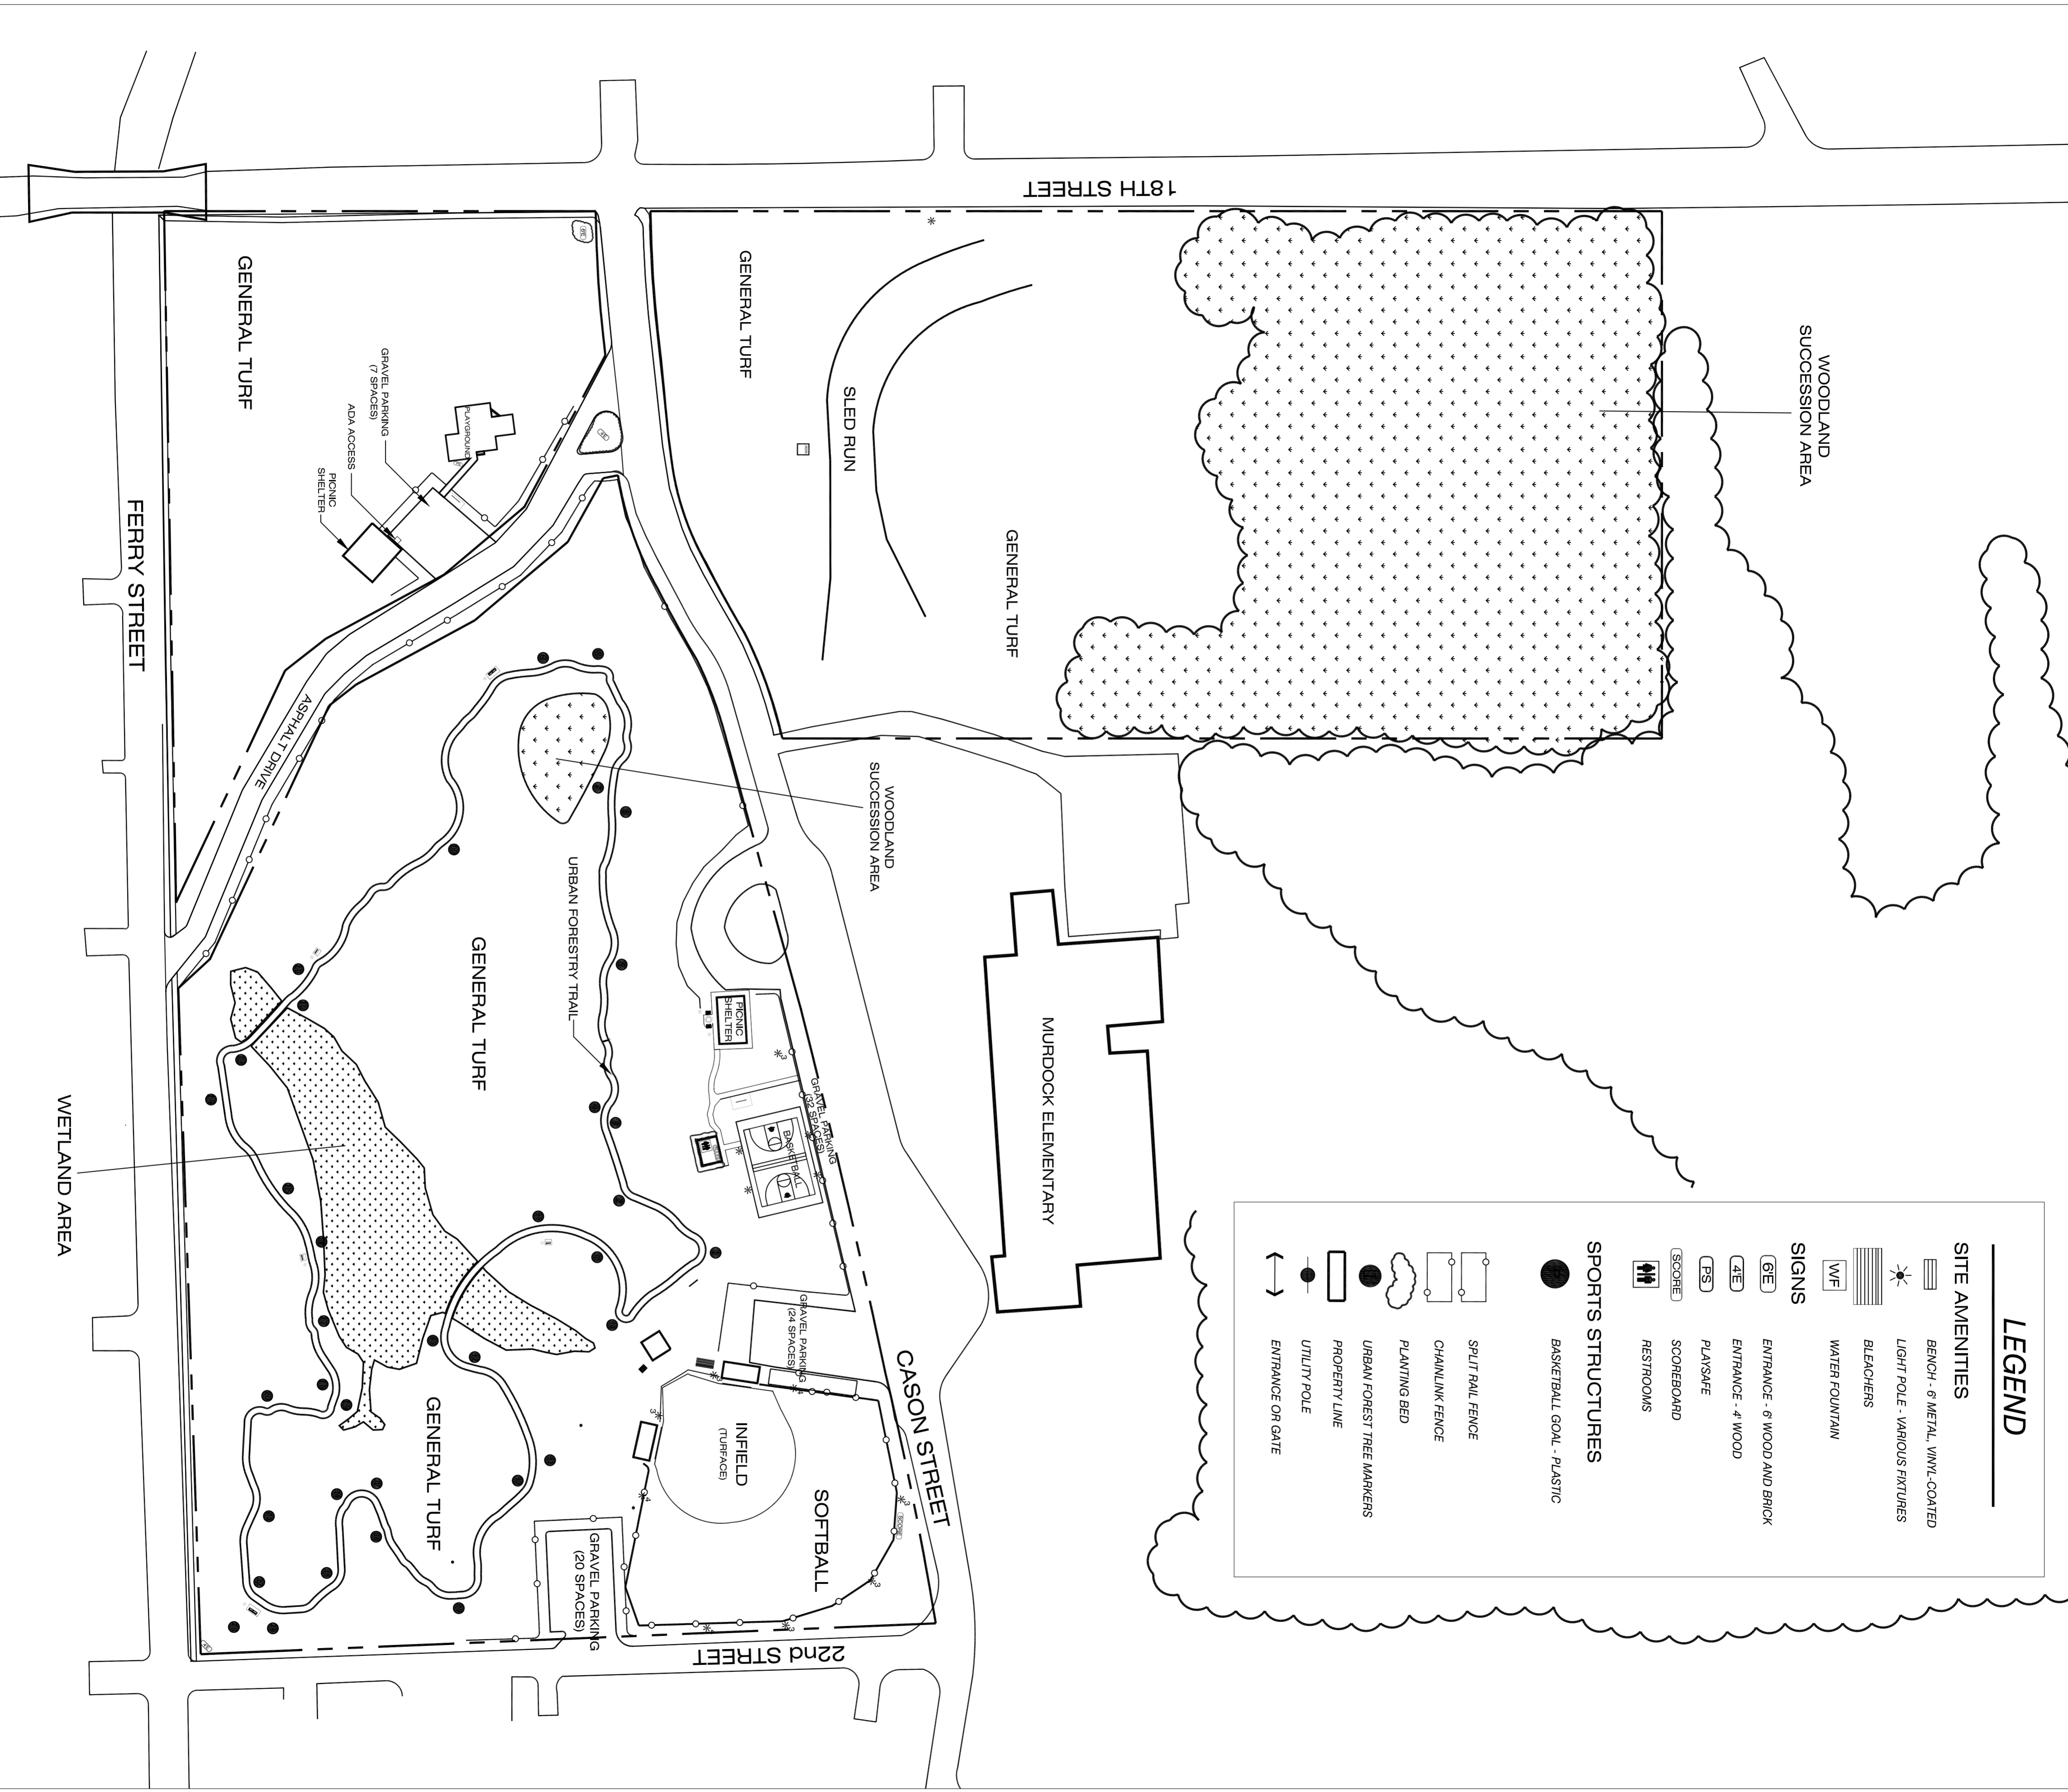 18TH STREET
WOODLAND
SUCCESSION AREA
GENERAL TURF
SLED RUN
GENERAL TURF
GENERAL TURF
GRAVEL PARKING
(7 SPACES)
ADA ACCESS
PICNIC
SHELTER
PLAYGROUND
FERRY STREET
ASPHALT DRIVE
WOODLAND
SUCCESSION AREA
URBAN FORESTRY TRAIL
GENERAL TURF
PICNIC
SHELTER
GRAVEL PARKING
(32 SPACES)
BASKETBALL
MURDOCK ELEMENTARY
WETLAND AREA
GRAVEL PARKING
(24 SPACES)
CASON STREET
INFIELD
(TURFACE)
SOFTBALL
SCORE
GENERAL TURF
GRAVEL PARKING
(20 SPACES)
22nd STREET
LEGEND
SITE AMENITIES
BENCH - 6' METAL, VINYL-COATED
LIGHT POLE - VARIOUS FIXTURES
BLEACHERS
WF WATER FOUNTAIN
SIGNS
6'E ENTRANCE - 6' WOOD AND BRICK
4'E ENTRANCE - 4' WOOD
PS PLAYSAFE
SCORE SCOREBOARD
RESTROOMS
SPORTS STRUCTURES
BASKETBALL GOAL - PLASTIC
SPLIT RAIL FENCE
CHAINLINK FENCE
PLANTING BED
URBAN FOREST TREE MARKERS
PROPERTY LINE
UTILITY POLE
ENTRANCE OR GATE